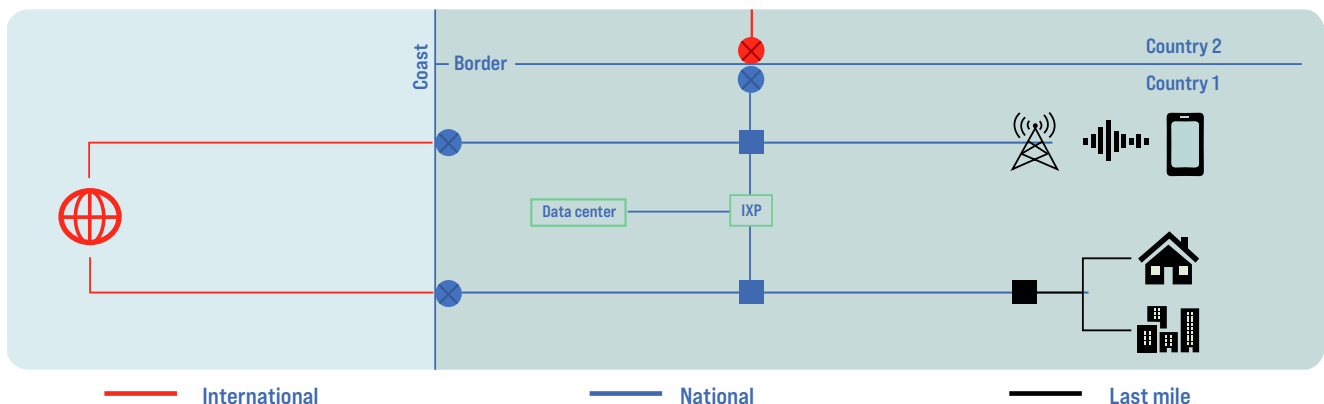 Coast
Border
Country 2
Country 1
Data center
IXP
International
National
Last mile